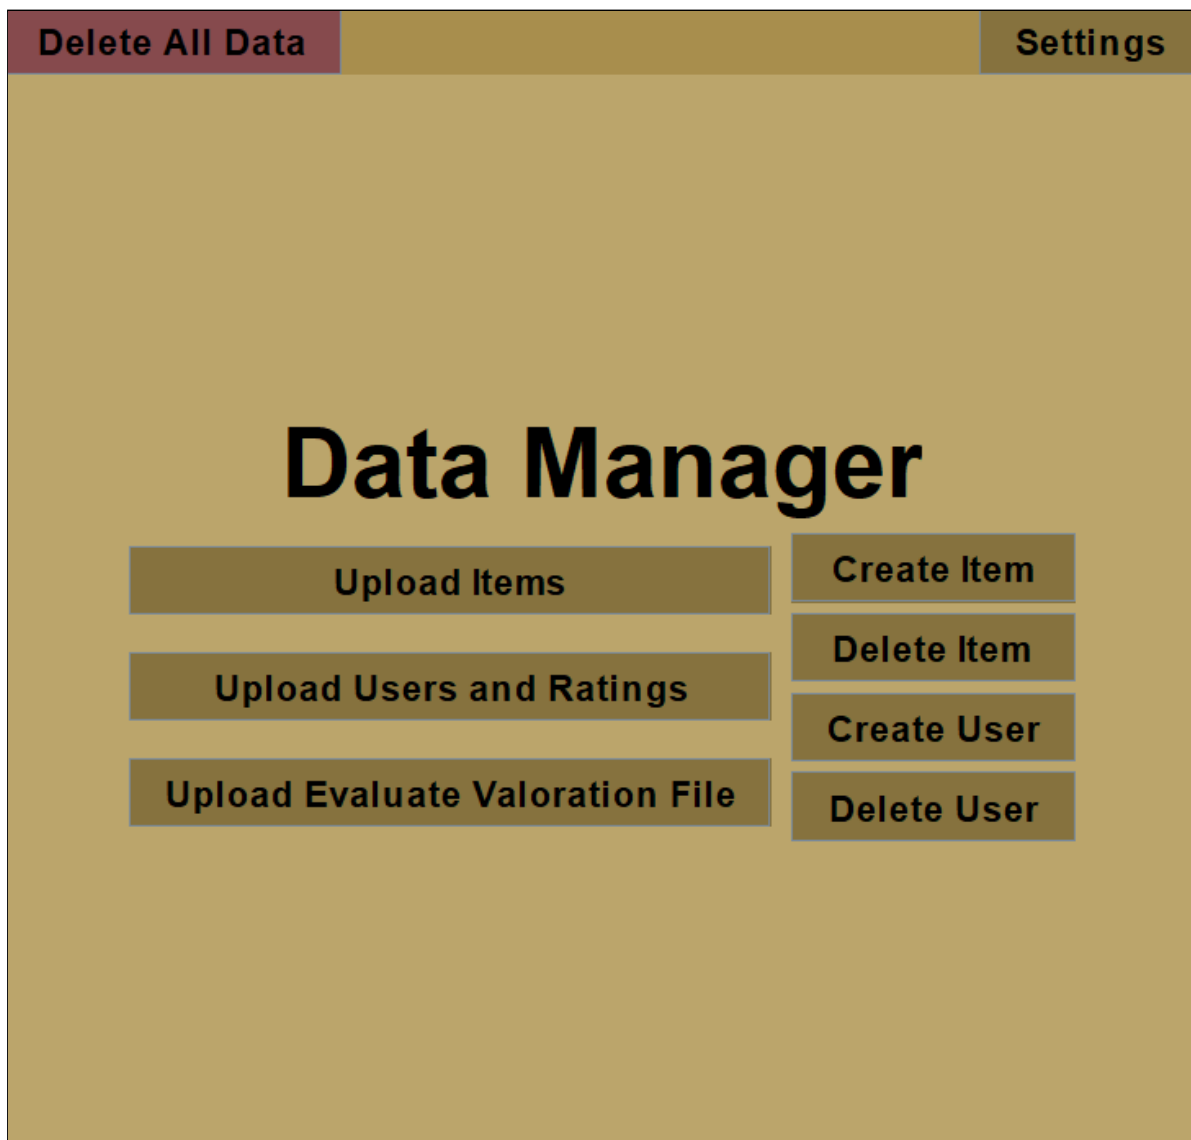 Delete All Data
Settings
Data Manager
Upload Items
Create Item
Delete Item
Upload Users and Ratings
Create User
Upload Evaluate Valoration File
Delete User